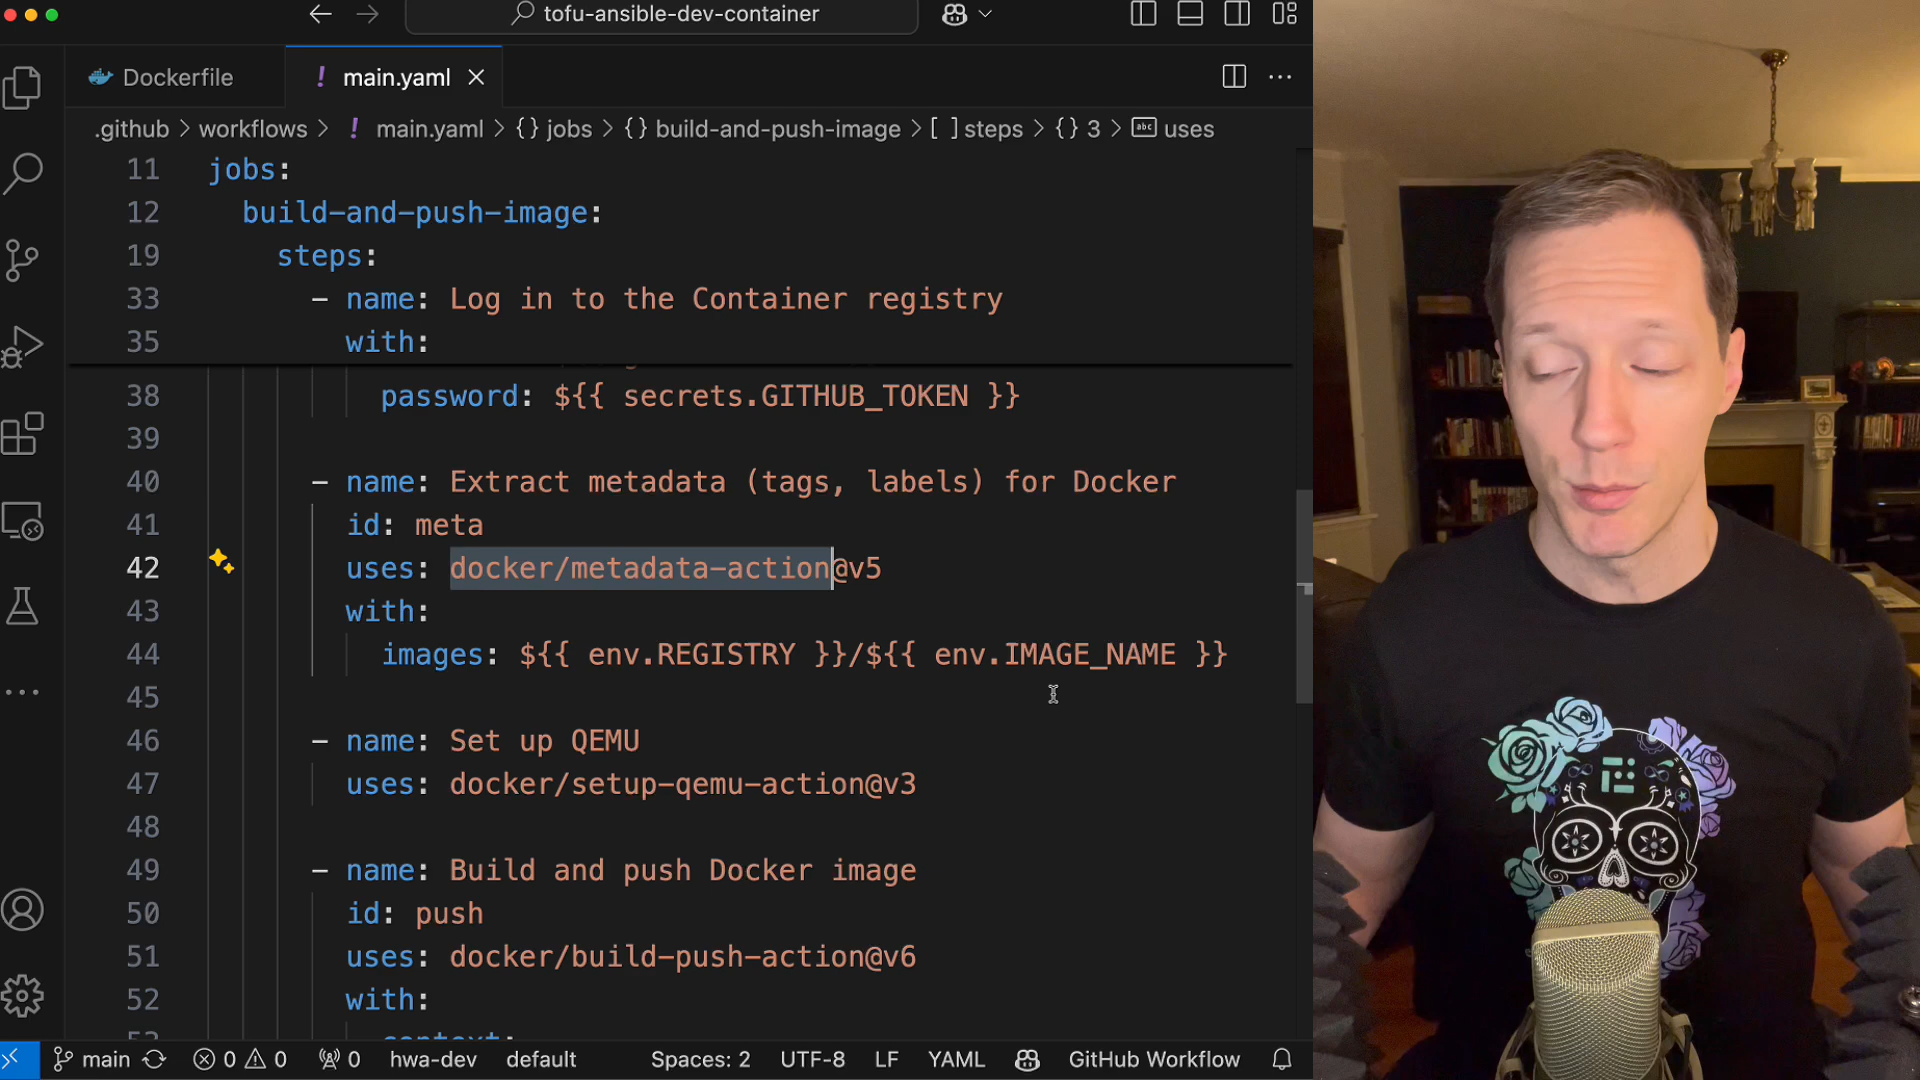 tofu-ansible-dev-container
Dockerfile
! main.yaml
.github > workflows > ! main.yaml > {} jobs > {} build-and-push-image > [ ] steps > {} 3 > abc uses
11 jobs:
12 build-and-push-image:
19 steps:
33 - name: Log in to the Container registry
35 with:
38 password: ${{ secrets.GITHUB_TOKEN }}
39
40 - name: Extract metadata (tags, labels) for Docker
41 id: meta
42 uses: docker/metadata-action@v5
43 with:
44 images: ${{ env.REGISTRY }}/${{ env.IMAGE_NAME }}
45
46 - name: Set up QEMU
47 uses: docker/setup-qemu-action@v3
48
49 - name: Build and push Docker image
50 id: push
51 uses: docker/build-push-action@v6
52 with:
main 0 0 0 hwa-dev default Spaces: 2 UTF-8 LF YAML GitHub Workflow